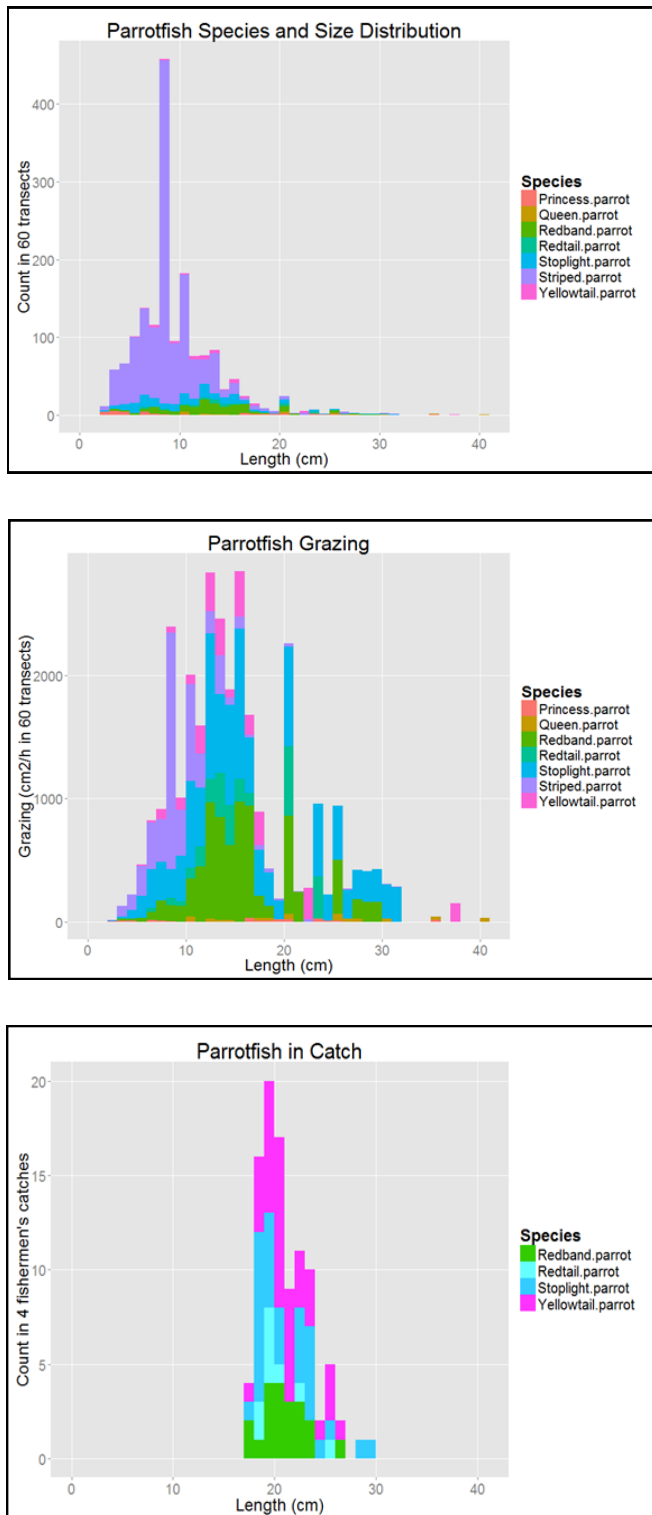 Parrotfish Species and Size Distribution
Count in 60 transects
400
300
200
100
0
0 10 20 30 40
Length (cm)
Species
Princess.parrot
Queen.parrot
Redband.parrot
Redtail.parrot
Stoplight.parrot
Striped.parrot
Yellowtail.parrot
Parrotfish Grazing
Grazing (cm2/h in 60 transects)
2000
1000
0
0 10 20 30 40
Length (cm)
Species
Princess.parrot
Queen.parrot
Redband.parrot
Redtail.parrot
Stoplight.parrot
Striped.parrot
Yellowtail.parrot
Parrotfish in Catch
Count in 4 fishermen's catches
20
15
10
5
0
0 10 20 30 40
Length (cm)
Species
Redband.parrot
Redtail.parrot
Stoplight.parrot
Yellowtail.parrot